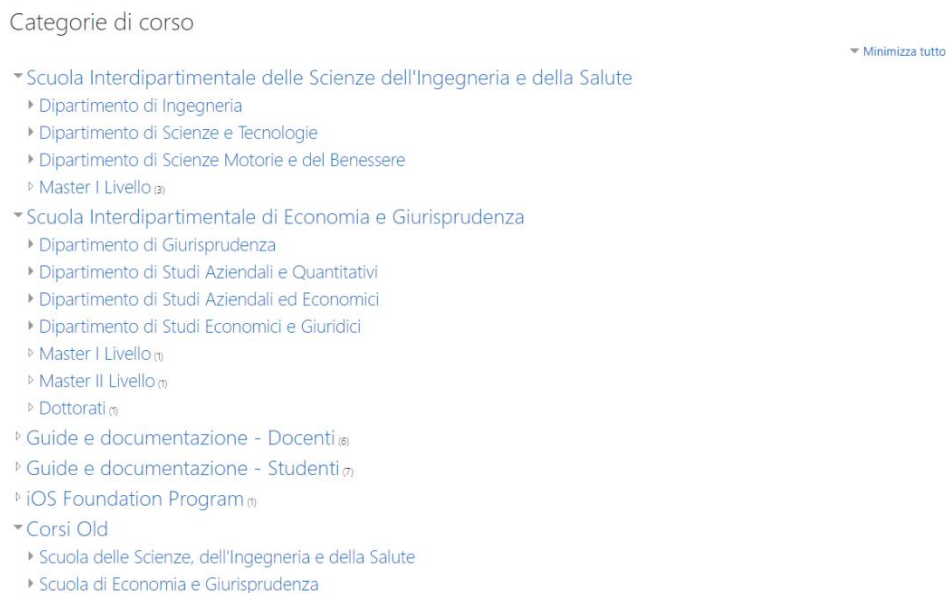 Categorie di corso
Minimizza tutto
Scuola Interdipartimentale delle Scienze dell'Ingegneria e della Salute
Dipartimento di Ingegneria
Dipartimento di Scienze e Tecnologie
Dipartimento di Scienze Motorie e del Benessere
Master I Livello (3)
Scuola Interdipartimentale di Economia e Giurisprudenza
Dipartimento di Giurisprudenza
Dipartimento di Studi Aziendali e Quantitativi
Dipartimento di Studi Aziendali ed Economici
Dipartimento di Studi Economici e Giuridici
Master I Livello (1)
Master II Livello (1)
Dottorati (1)
Guide e documentazione - Docenti (6)
Guide e documentazione - Studenti (7)
iOS Foundation Program (1)
Corsi Old
Scuola delle Scienze, dell'Ingegneria e della Salute
Scuola di Economia e Giurisprudenza